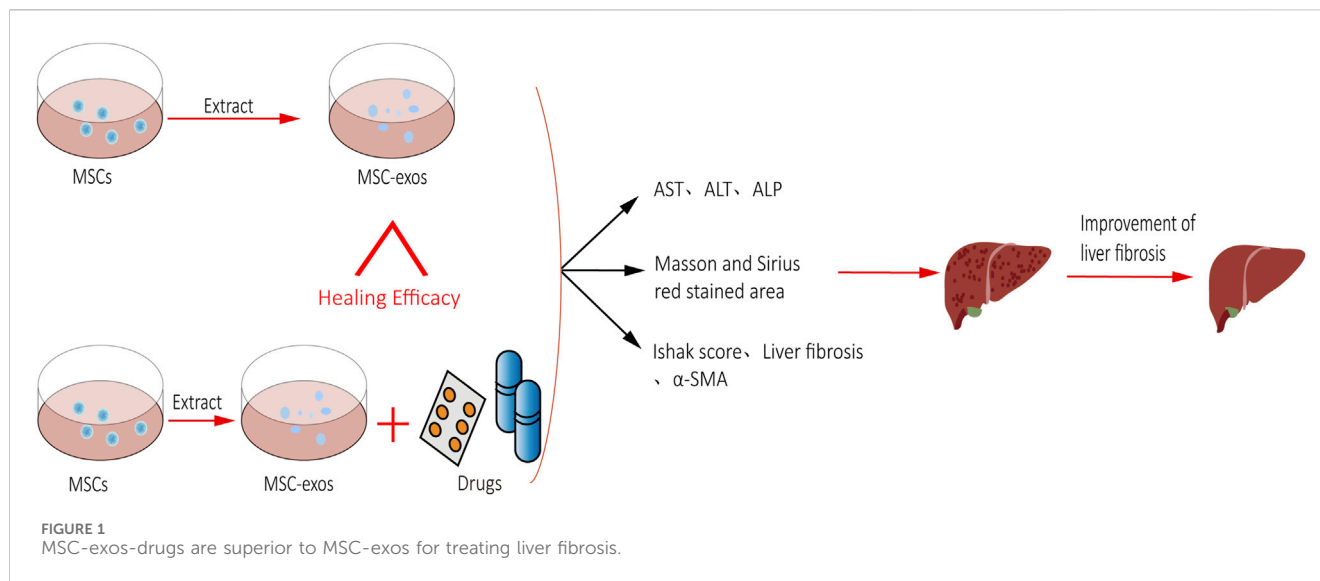 Extract
MSCs
MSC-exos
Healing Efficacy
Extract
MSCs
MSC-exos
Drugs
AST、ALT、ALP
Masson and Sirius
red stained area
Ishak score、Liver fibrosis
、α-SMA
Improvement of
liver fibrosis
FIGURE 1
MSC-exos-drugs are superior to MSC-exos for treating liver fibrosis.